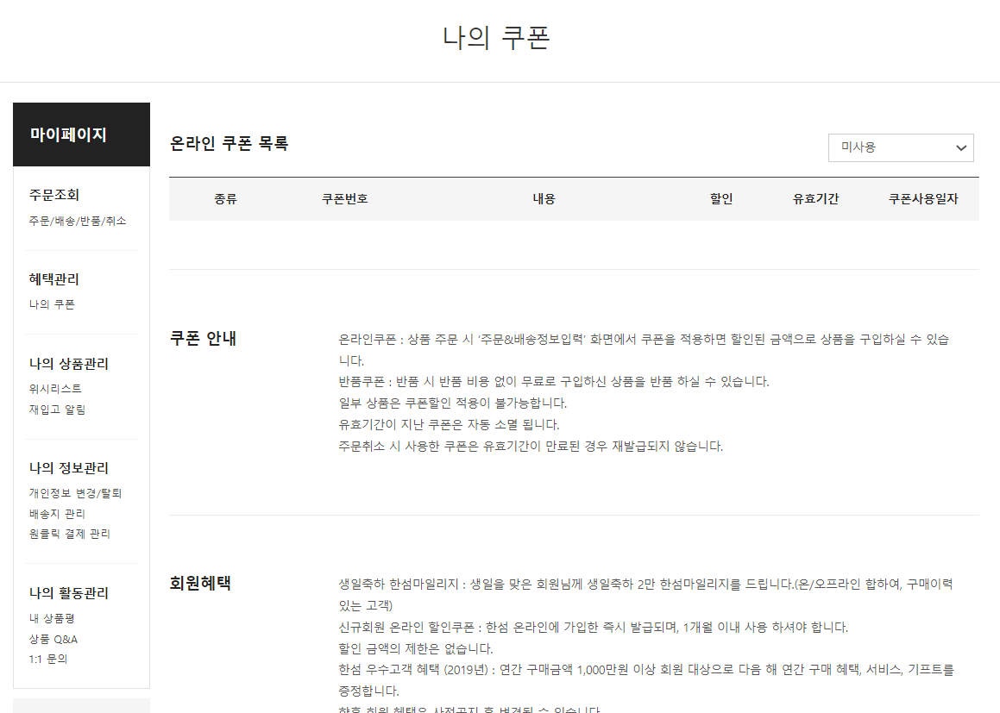 나의 쿠폰
마이페이지
주문조회
주문/배송/반품/취소
혜택관리
나의 쿠폰
나의 상품관리
위시리스트
재입고 알림
나의 정보관리
개인정보 변경/탈퇴
배송지 관리
원클릭 결제 관리
나의 활동관리
내 상품평
상품 Q&A
1:1 문의
온라인 쿠폰 목록
미사용
종류 쿠폰번호 내용 할인 유효기간 쿠폰사용일자
쿠폰 안내
온라인쿠폰 : 상품 주문 시 '주문&배송정보입력' 화면에서 쿠폰을 적용하면 할인된 금액으로 상품을 구입하실 수 있습
니다.
반품쿠폰 : 반품 시 반품 비용 없이 무료로 구입하신 상품을 반품 하실 수 있습니다.
일부 상품은 쿠폰할인 적용이 불가능합니다.
유효기간이 지난 쿠폰은 자동 소멸 됩니다.
주문취소 시 사용한 쿠폰은 유효기간이 만료된 경우 재발급되지 않습니다.
회원혜택
생일축하 한섬마일리지 : 생일을 맞은 회원님께 생일축하 2만 한섬마일리지를 드립니다.(온/오프라인 합하여, 구매이력
있는 고객)
신규회원 온라인 할인쿠폰 : 한섬 온라인에 가입한 즉시 발급되며, 1개월 이내 사용 하셔야 합니다.
할인 금액의 제한은 없습니다.
한섬 우수고객 혜택 (2019년) : 연간 구매금액 1,000만원 이상 회원 대상으로 다음 해 연간 구매 혜택, 서비스, 기프트를
증정합니다.
향후 회원 혜택은 사전공지 후 변경될 수 있습니다.